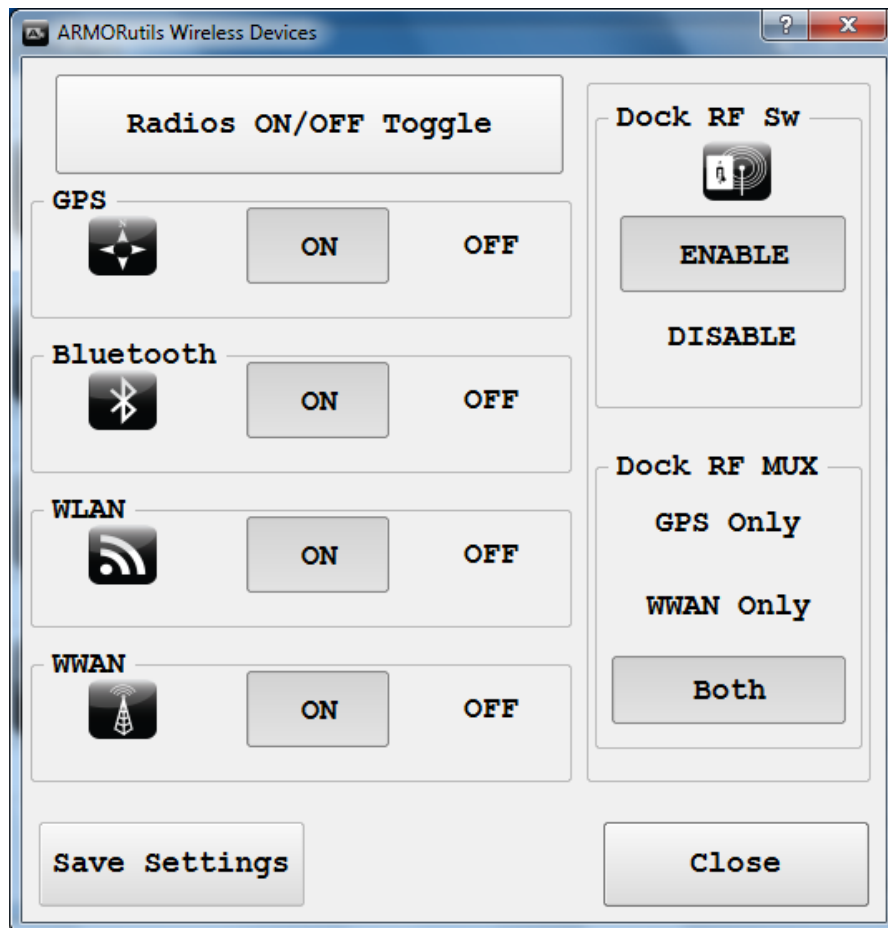 ARMORutils Wireless Devices
?
X
Radios ON/OFF Toggle
GPS
N
ON OFF
Bluetooth
ON OFF
WLAN
ON OFF
WWAN
ON OFF
Dock RF Sw
ENABLE
DISABLE
Dock RF MUX
GPS Only
WWAN Only
Both
Save Settings
Close